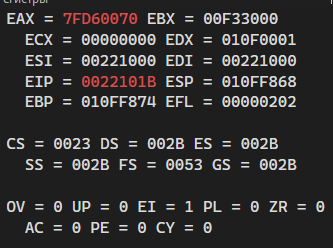 EAX = 7FD60070 EBX = 00F33000
ECX = 00000000 EDX = 010F0001
ESI = 00221000 EDI = 00221000
EIP = 0022101B ESP = 010FF868
EBP = 010FF874 EFL = 00000202
CS = 0023 DS = 002B ES = 002B
SS = 002B FS = 0053 GS = 002B
OV = 0 UP = 0 EI = 1 PL = 0 ZR = 0
AC = 0 PE = 0 CY = 0